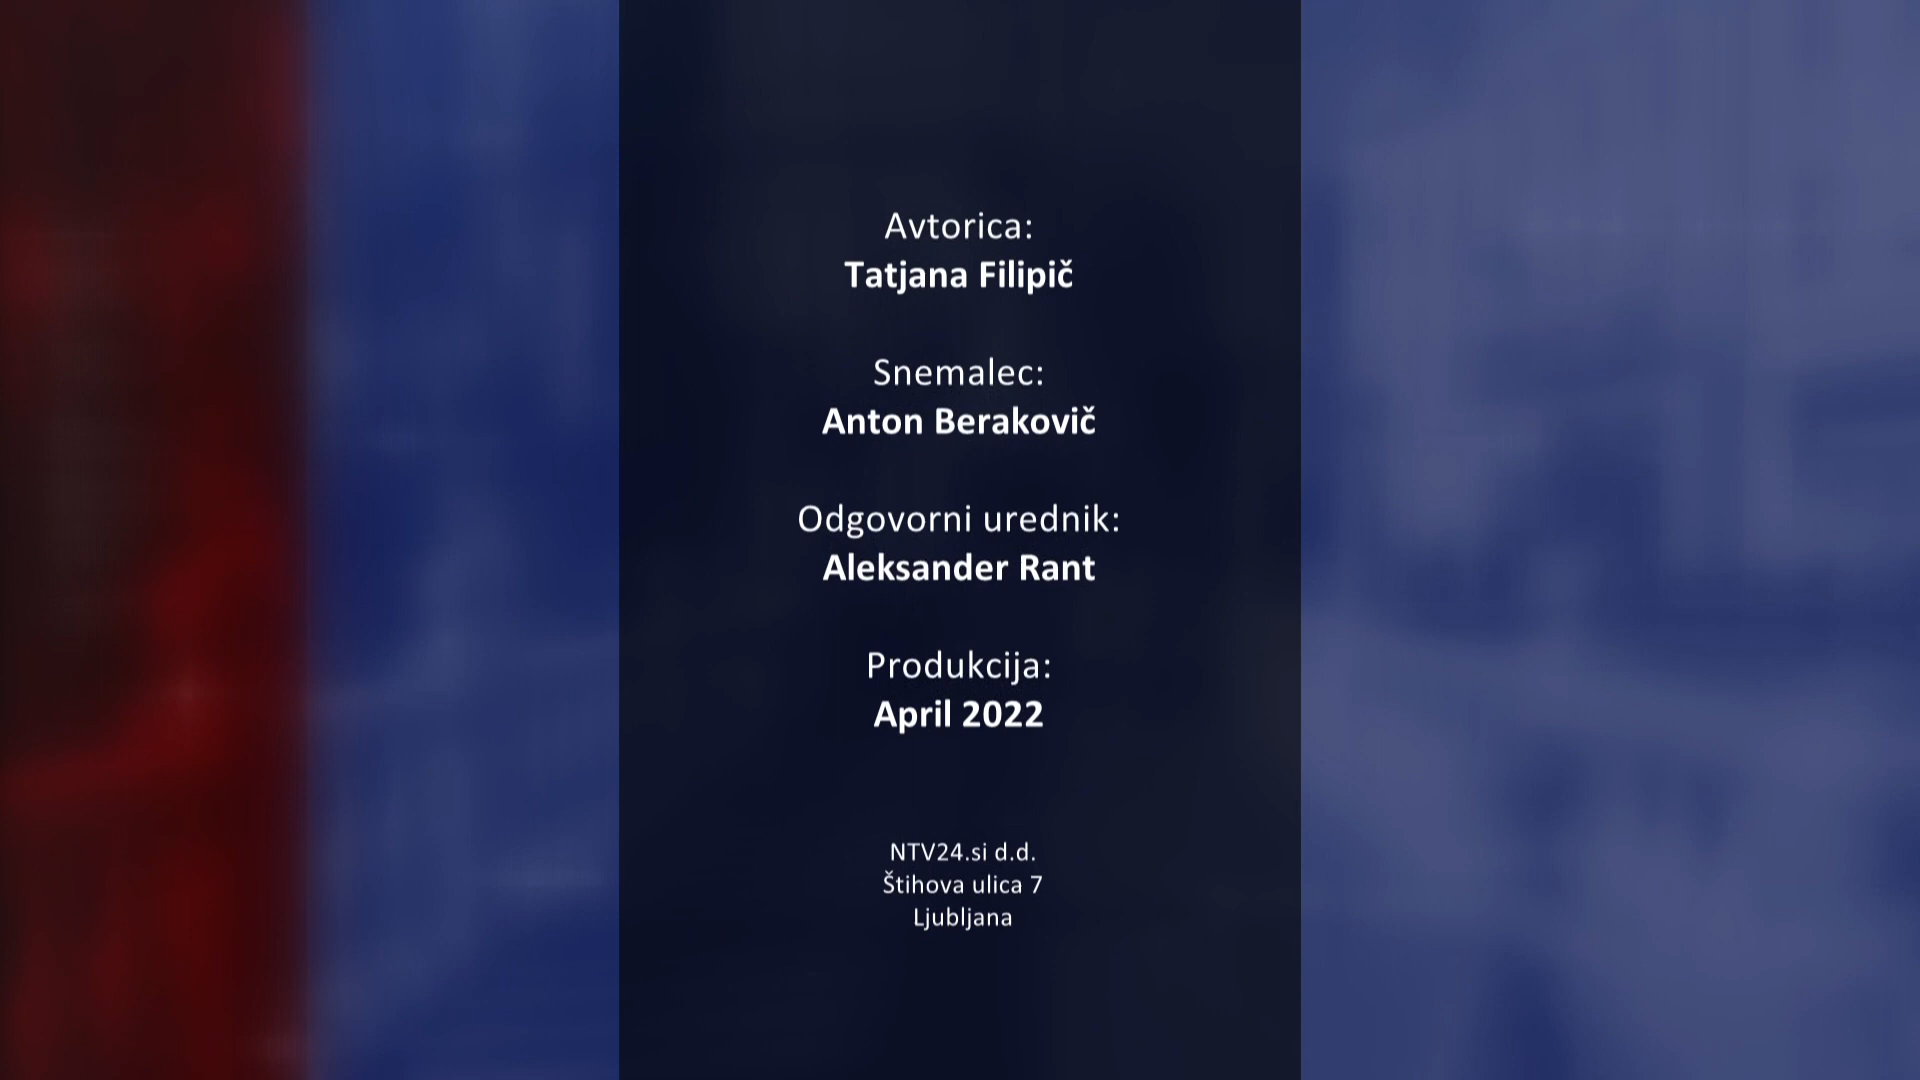 Avtorica:
Tatjana Filipič
Snemalec:
Anton Berakovič
Odgovorni urednik:
Aleksander Rant
Produkcija:
April 2022
NTV24.si d.d.
Štihova ulica 7
Ljubljana